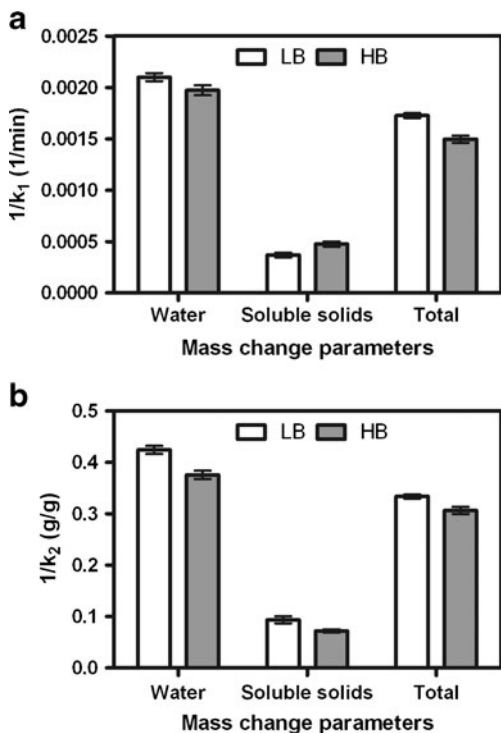 a
0.0025
0.0020
0.0015
0.0010
0.0005
0.0000
1/k₁ (1/min)
LB HB
Water Soluble solids Total
Mass change parameters
b
0.5
0.4
0.3
0.2
0.1
0.0
1/k₂ (g/g)
LB HB
Water Soluble solids Total
Mass change parameters